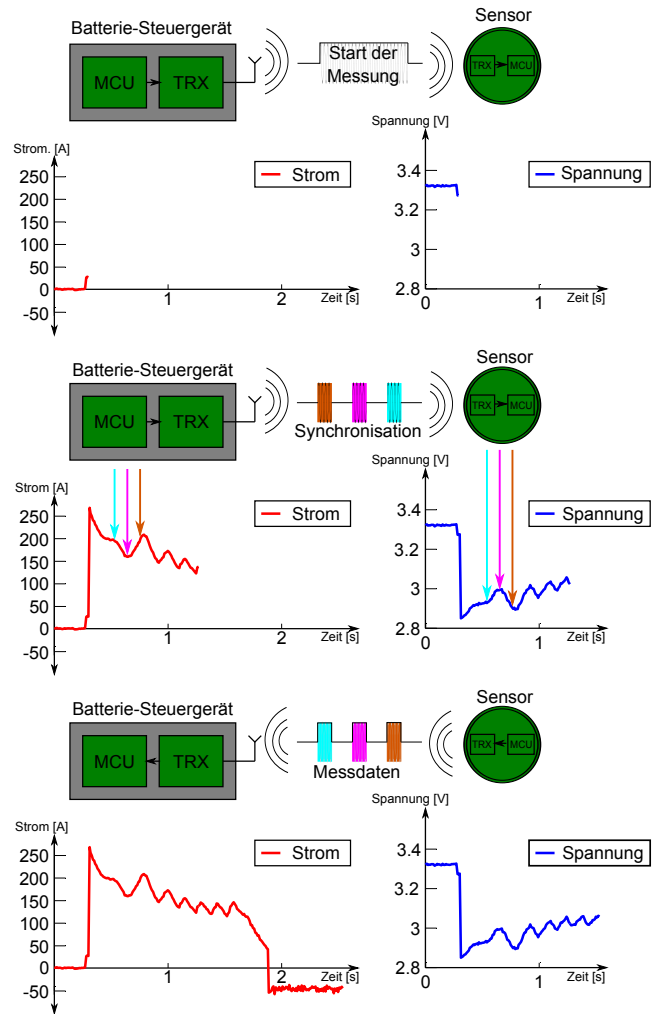 Batterie-Steuergerät
Sensor
MCU
TRX
Start der
Messung
TRX
MCU
Strom. [A]
Strom
250
200
150
100
50
0
-50
1
2
Zeit [s]
Spannung [V]
Spannung
3.4
3.2
3
2.8
0
1
Zeit [s]
Batterie-Steuergerät
Sensor
MCU
TRX
Synchronisation
TRX
MCU
Strom [A]
Strom
250
200
150
100
50
0
-50
1
2
Zeit [s]
Spannung [V]
Spannung
3.4
3.2
3
2.8
0
1
Zeit [s]
Batterie-Steuergerät
Sensor
MCU
TRX
Messdaten
TRX
MCU
Strom [A]
Strom
250
200
150
100
50
0
-50
1
2
Zeit [s]
Spannung [V]
Spannung
3.4
3.2
3
2.8
0
1
Zeit [s]